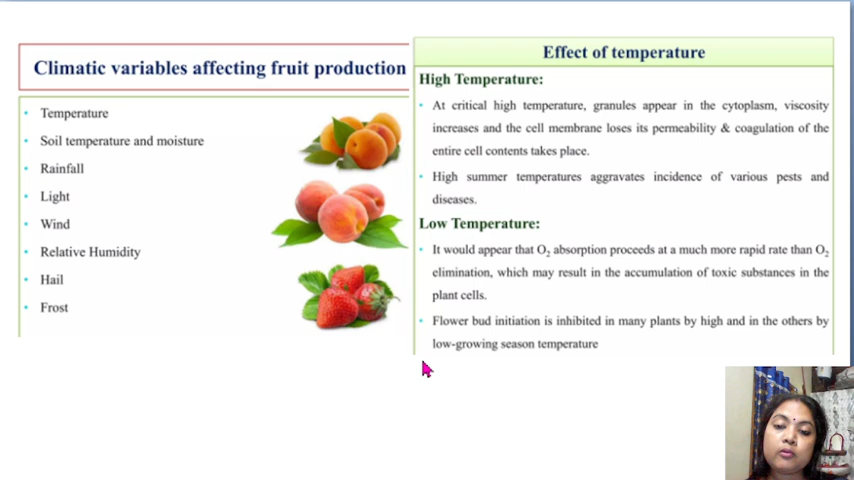 Climatic variables affecting fruit production
• Temperature
• Soil temperature and moisture
• Rainfall
• Light
• Wind
• Relative Humidity
• Hail
• Frost
Effect of temperature
High Temperature:
• At critical high temperature, granules appear in the cytoplasm, viscosity
increases and the cell membrane loses its permeability & coagulation of the
entire cell contents takes place.
• High summer temperatures aggravates incidence of various pests and
diseases.
Low Temperature:
• It would appear that O₂ absorption proceeds at a much more rapid rate than O₂
elimination, which may result in the accumulation of toxic substances in the
plant cells.
• Flower bud initiation is inhibited in many plants by high and in the others by
low-growing season temperature